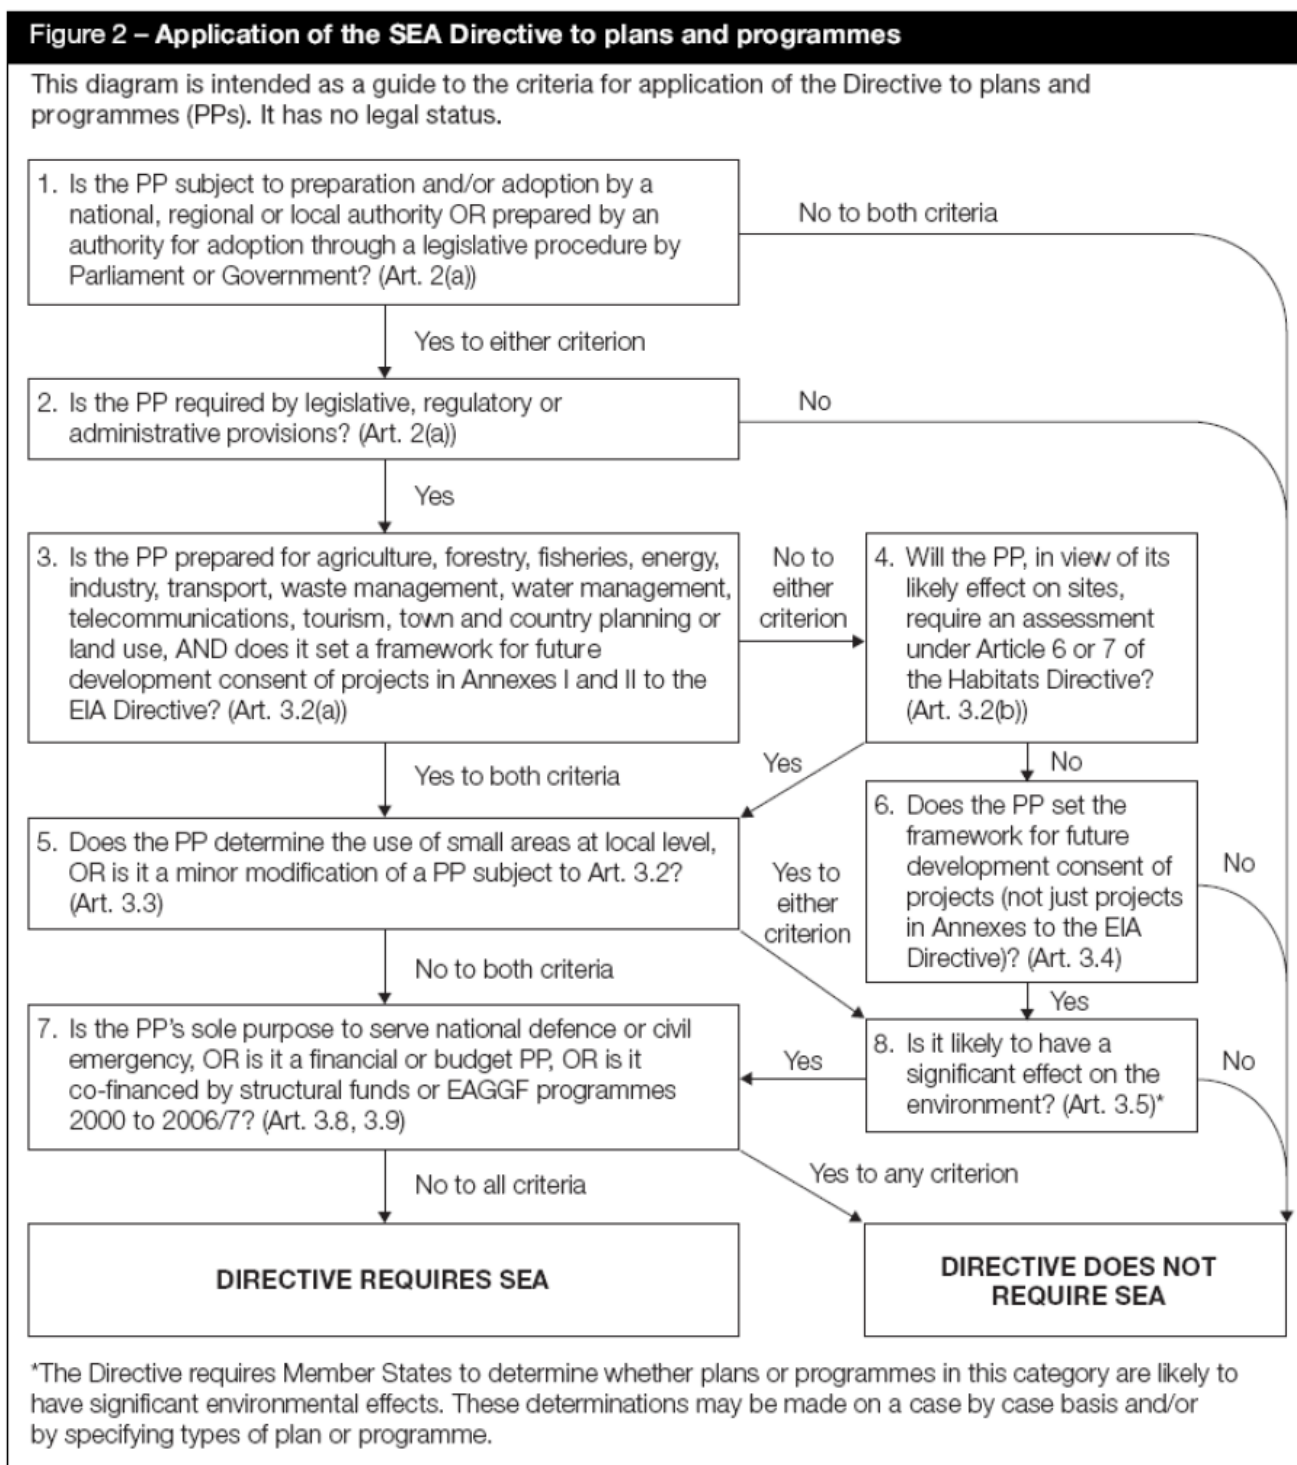 Figure 2 – Application of the SEA Directive to plans and programmes
This diagram is intended as a guide to the criteria for application of the Directive to plans and
programmes (PPs). It has no legal status.
1. Is the PP subject to preparation and/or adoption by a
national, regional or local authority OR prepared by an
authority for adoption through a legislative procedure by
Parliament or Government? (Art. 2(a))
No to both criteria
Yes to either criterion
2. Is the PP required by legislative, regulatory or
administrative provisions? (Art. 2(a))
No
Yes
3. Is the PP prepared for agriculture, forestry, fisheries, energy,
industry, transport, waste management, water management,
telecommunications, tourism, town and country planning or
land use, AND does it set a framework for future
development consent of projects in Annexes I and II to the
EIA Directive? (Art. 3.2(a))
No to
either
criterion
4. Will the PP, in view of its
likely effect on sites,
require an assessment
under Article 6 or 7 of
the Habitats Directive?
(Art. 3.2(b))
Yes to both criteria
Yes
No
5. Does the PP determine the use of small areas at local level,
OR is it a minor modification of a PP subject to Art. 3.2?
(Art. 3.3)
Yes to
either
criterion
6. Does the PP set the
framework for future
development consent of
projects (not just projects
in Annexes to the EIA
Directive)? (Art. 3.4)
No
No to both criteria
Yes
7. Is the PP's sole purpose to serve national defence or civil
emergency, OR is it a financial or budget PP, OR is it
co-financed by structural funds or EAGGF programmes
2000 to 2006/7? (Art. 3.8, 3.9)
Yes
8. Is it likely to have a
significant effect on the
environment? (Art. 3.5)*
No
No to all criteria
Yes to any criterion
DIRECTIVE REQUIRES SEA
DIRECTIVE DOES NOT
REQUIRE SEA
*The Directive requires Member States to determine whether plans or programmes in this category are likely to
have significant environmental effects. These determinations may be made on a case by case basis and/or
by specifying types of plan or programme.